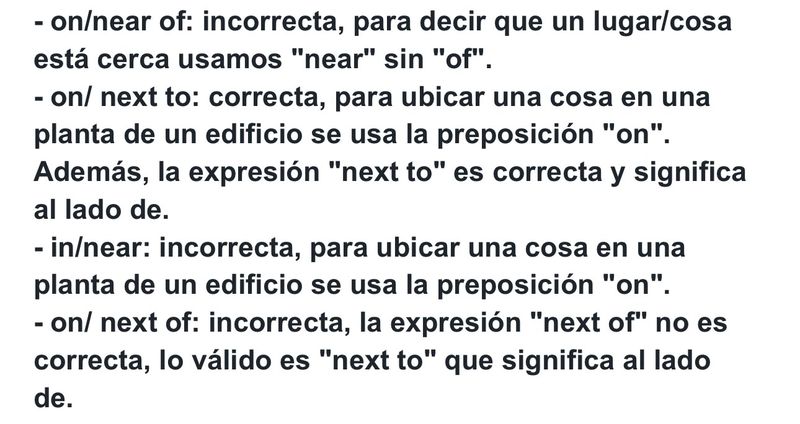 - on/near of: incorrecta, para decir que un lugar/cosa
está cerca usamos "near" sin "of".
- on/ next to: correcta, para ubicar una cosa en una
planta de un edificio se usa la preposición "on".
Además, la expresión "next to" es correcta y significa
al lado de.
- in/near: incorrecta, para ubicar una cosa en una
planta de un edificio se usa la preposición "on".
- on/ next of: incorrecta, la expresión "next of" no es
correcta, lo válido es "next to" que significa al lado
de.